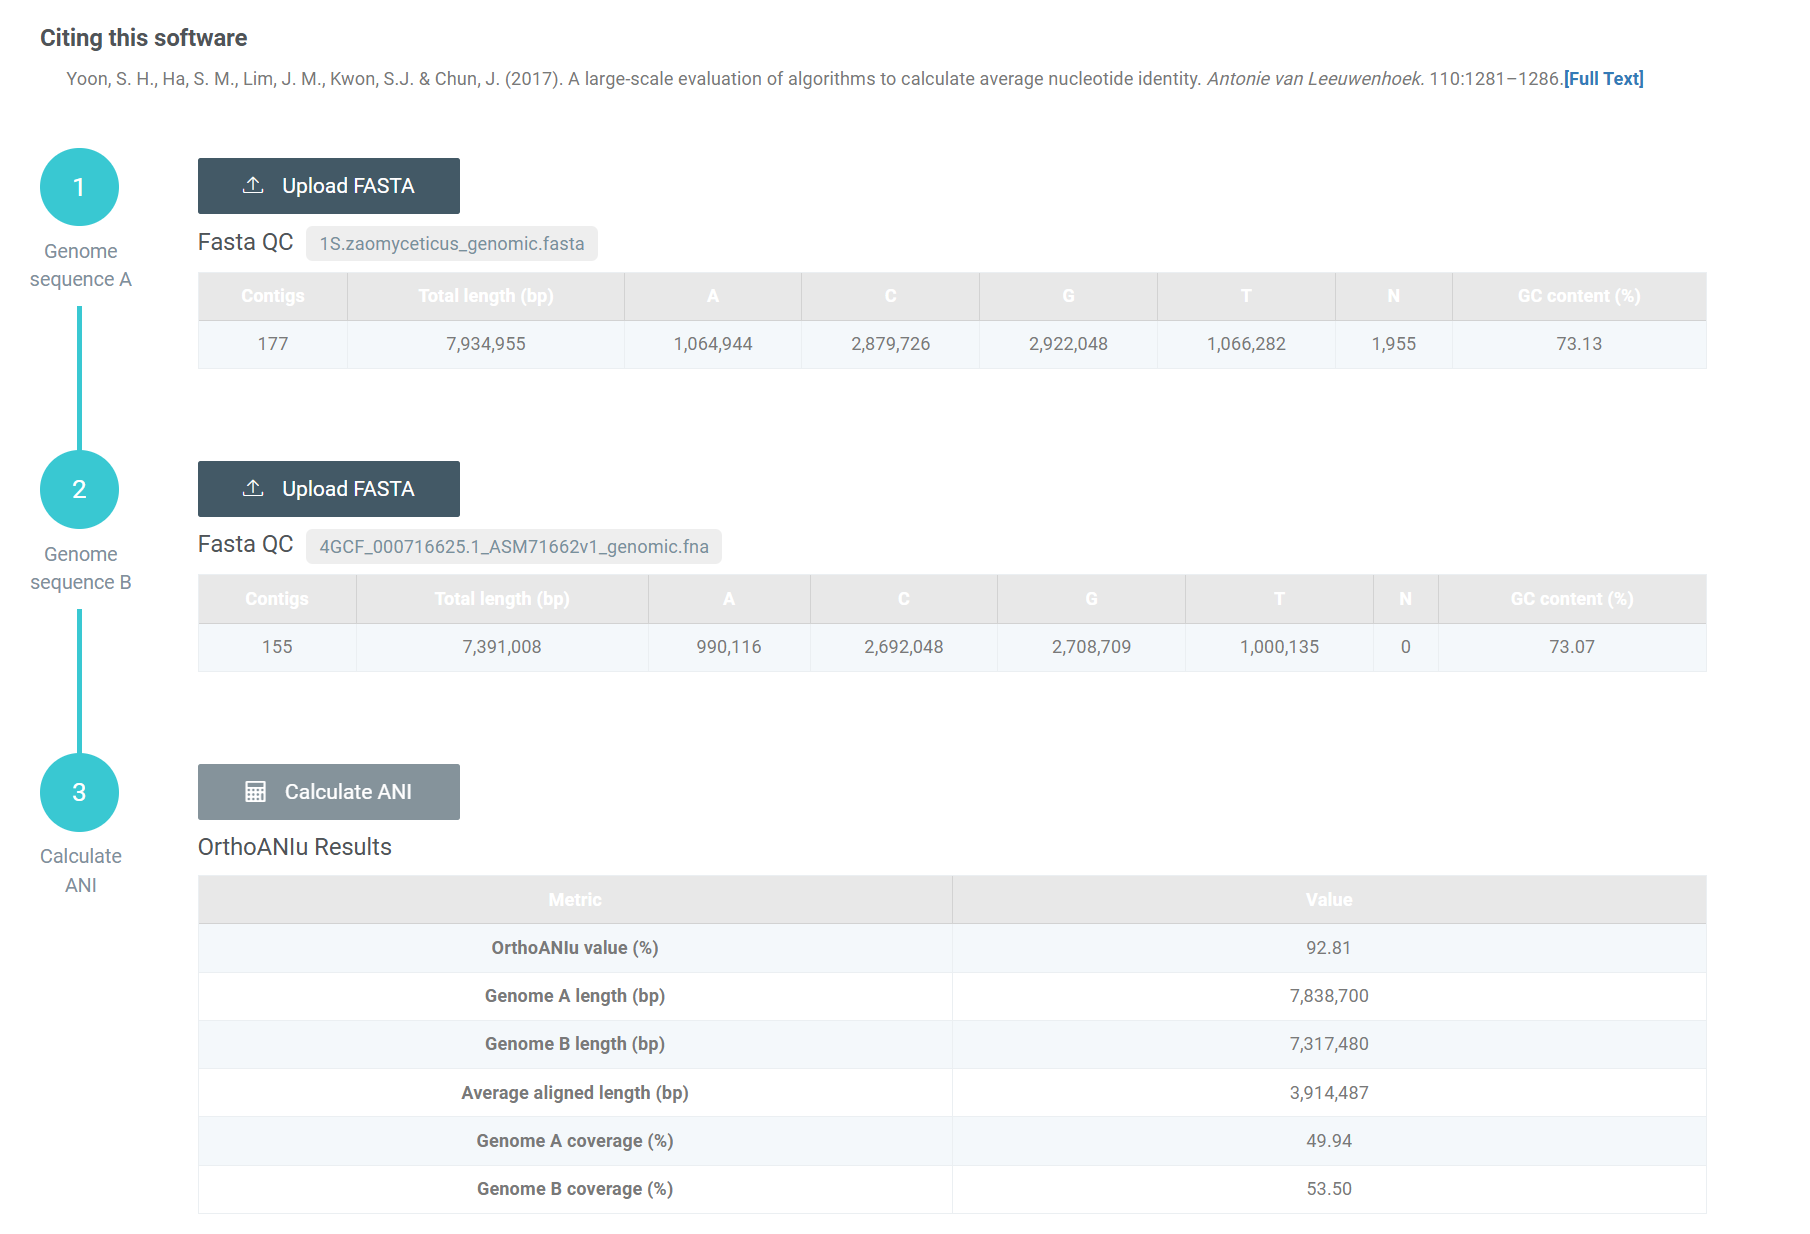 Citing this software
Yoon, S. H., Ha, S. M., Lim, J. M., Kwon, S.J. & Chun, J. (2017). A large-scale evaluation of algorithms to calculate average nucleotide identity. Antonie van Leeuwenhoek. 110:1281–1286.[Full Text]
1
Genome
sequence A
Upload FASTA
Fasta QC 1S.zaomyceticus_genomic.fasta
Contigs Total length (bp) A C G T N GC content (%)
177 7,934,955 1,064,944 2,879,726 2,922,048 1,066,282 1,955 73.13
2
Genome
sequence B
Upload FASTA
Fasta QC 4GCF_000716625.1_ASM71662v1_genomic.fna
Contigs Total length (bp) A C G T N GC content (%)
155 7,391,008 990,116 2,692,048 2,708,709 1,000,135 0 73.07
3
Calculate
ANI
Calculate ANI
OrthoANIu Results
Metric Value
OrthoANIu value (%) 92.81
Genome A length (bp) 7,838,700
Genome B length (bp) 7,317,480
Average aligned length (bp) 3,914,487
Genome A coverage (%) 49.94
Genome B coverage (%) 53.50